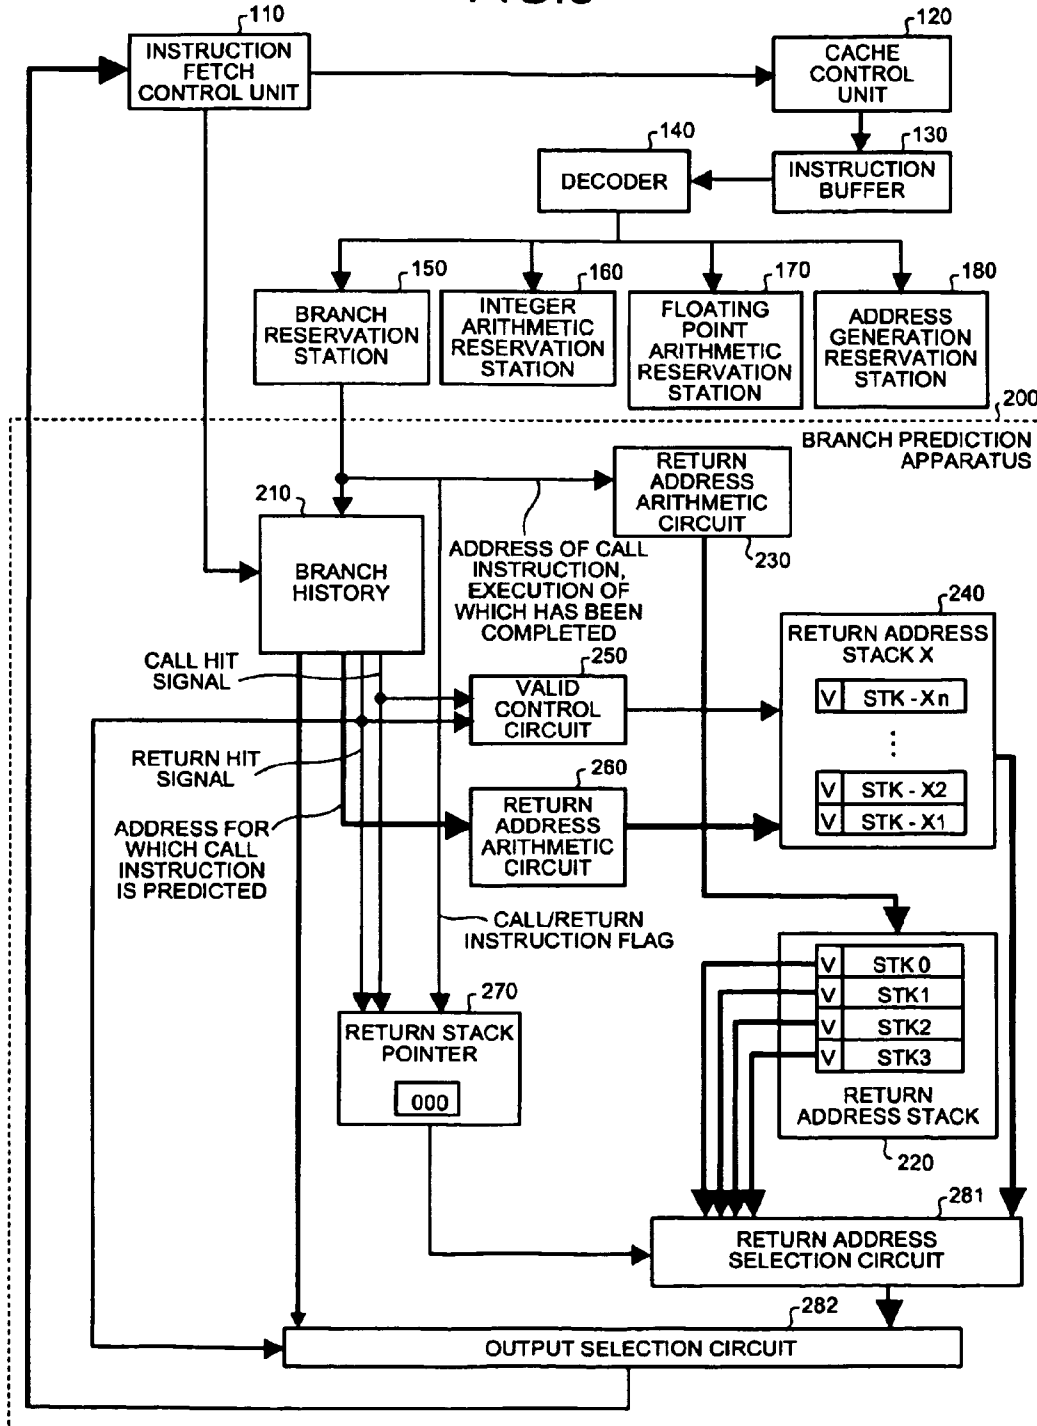 110
INSTRUCTION
FETCH
CONTROL UNIT
120
CACHE
CONTROL
UNIT
130
INSTRUCTION
BUFFER
140
DECODER
150
BRANCH
RESERVATION
STATION
160
INTEGER
ARITHMETIC
RESERVATION
STATION
170
FLOATING
POINT
ARITHMETIC
RESERVATION
STATION
180
ADDRESS
GENERATION
RESERVATION
STATION
200
BRANCH PREDICTION
APPARATUS
RETURN
ADDRESS
ARITHMETIC
CIRCUIT
230
210
BRANCH
HISTORY
ADDRESS OF CALL
INSTRUCTION,
EXECUTION OF
WHICH HAS BEEN
COMPLETED
240
RETURN ADDRESS
STACK X
V STK - Xn
⋮
V STK - X2
V STK - X1
CALL HIT
SIGNAL
250
VALID
CONTROL
CIRCUIT
RETURN HIT
SIGNAL
260
RETURN
ADDRESS
ARITHMETIC
CIRCUIT
ADDRESS FOR
WHICH CALL
INSTRUCTION
IS PREDICTED
CALL/RETURN
INSTRUCTION FLAG
V STK 0
V STK1
V STK2
V STK3
RETURN
ADDRESS STACK
220
270
RETURN STACK
POINTER
000
281
RETURN ADDRESS
SELECTION CIRCUIT
282
OUTPUT SELECTION CIRCUIT